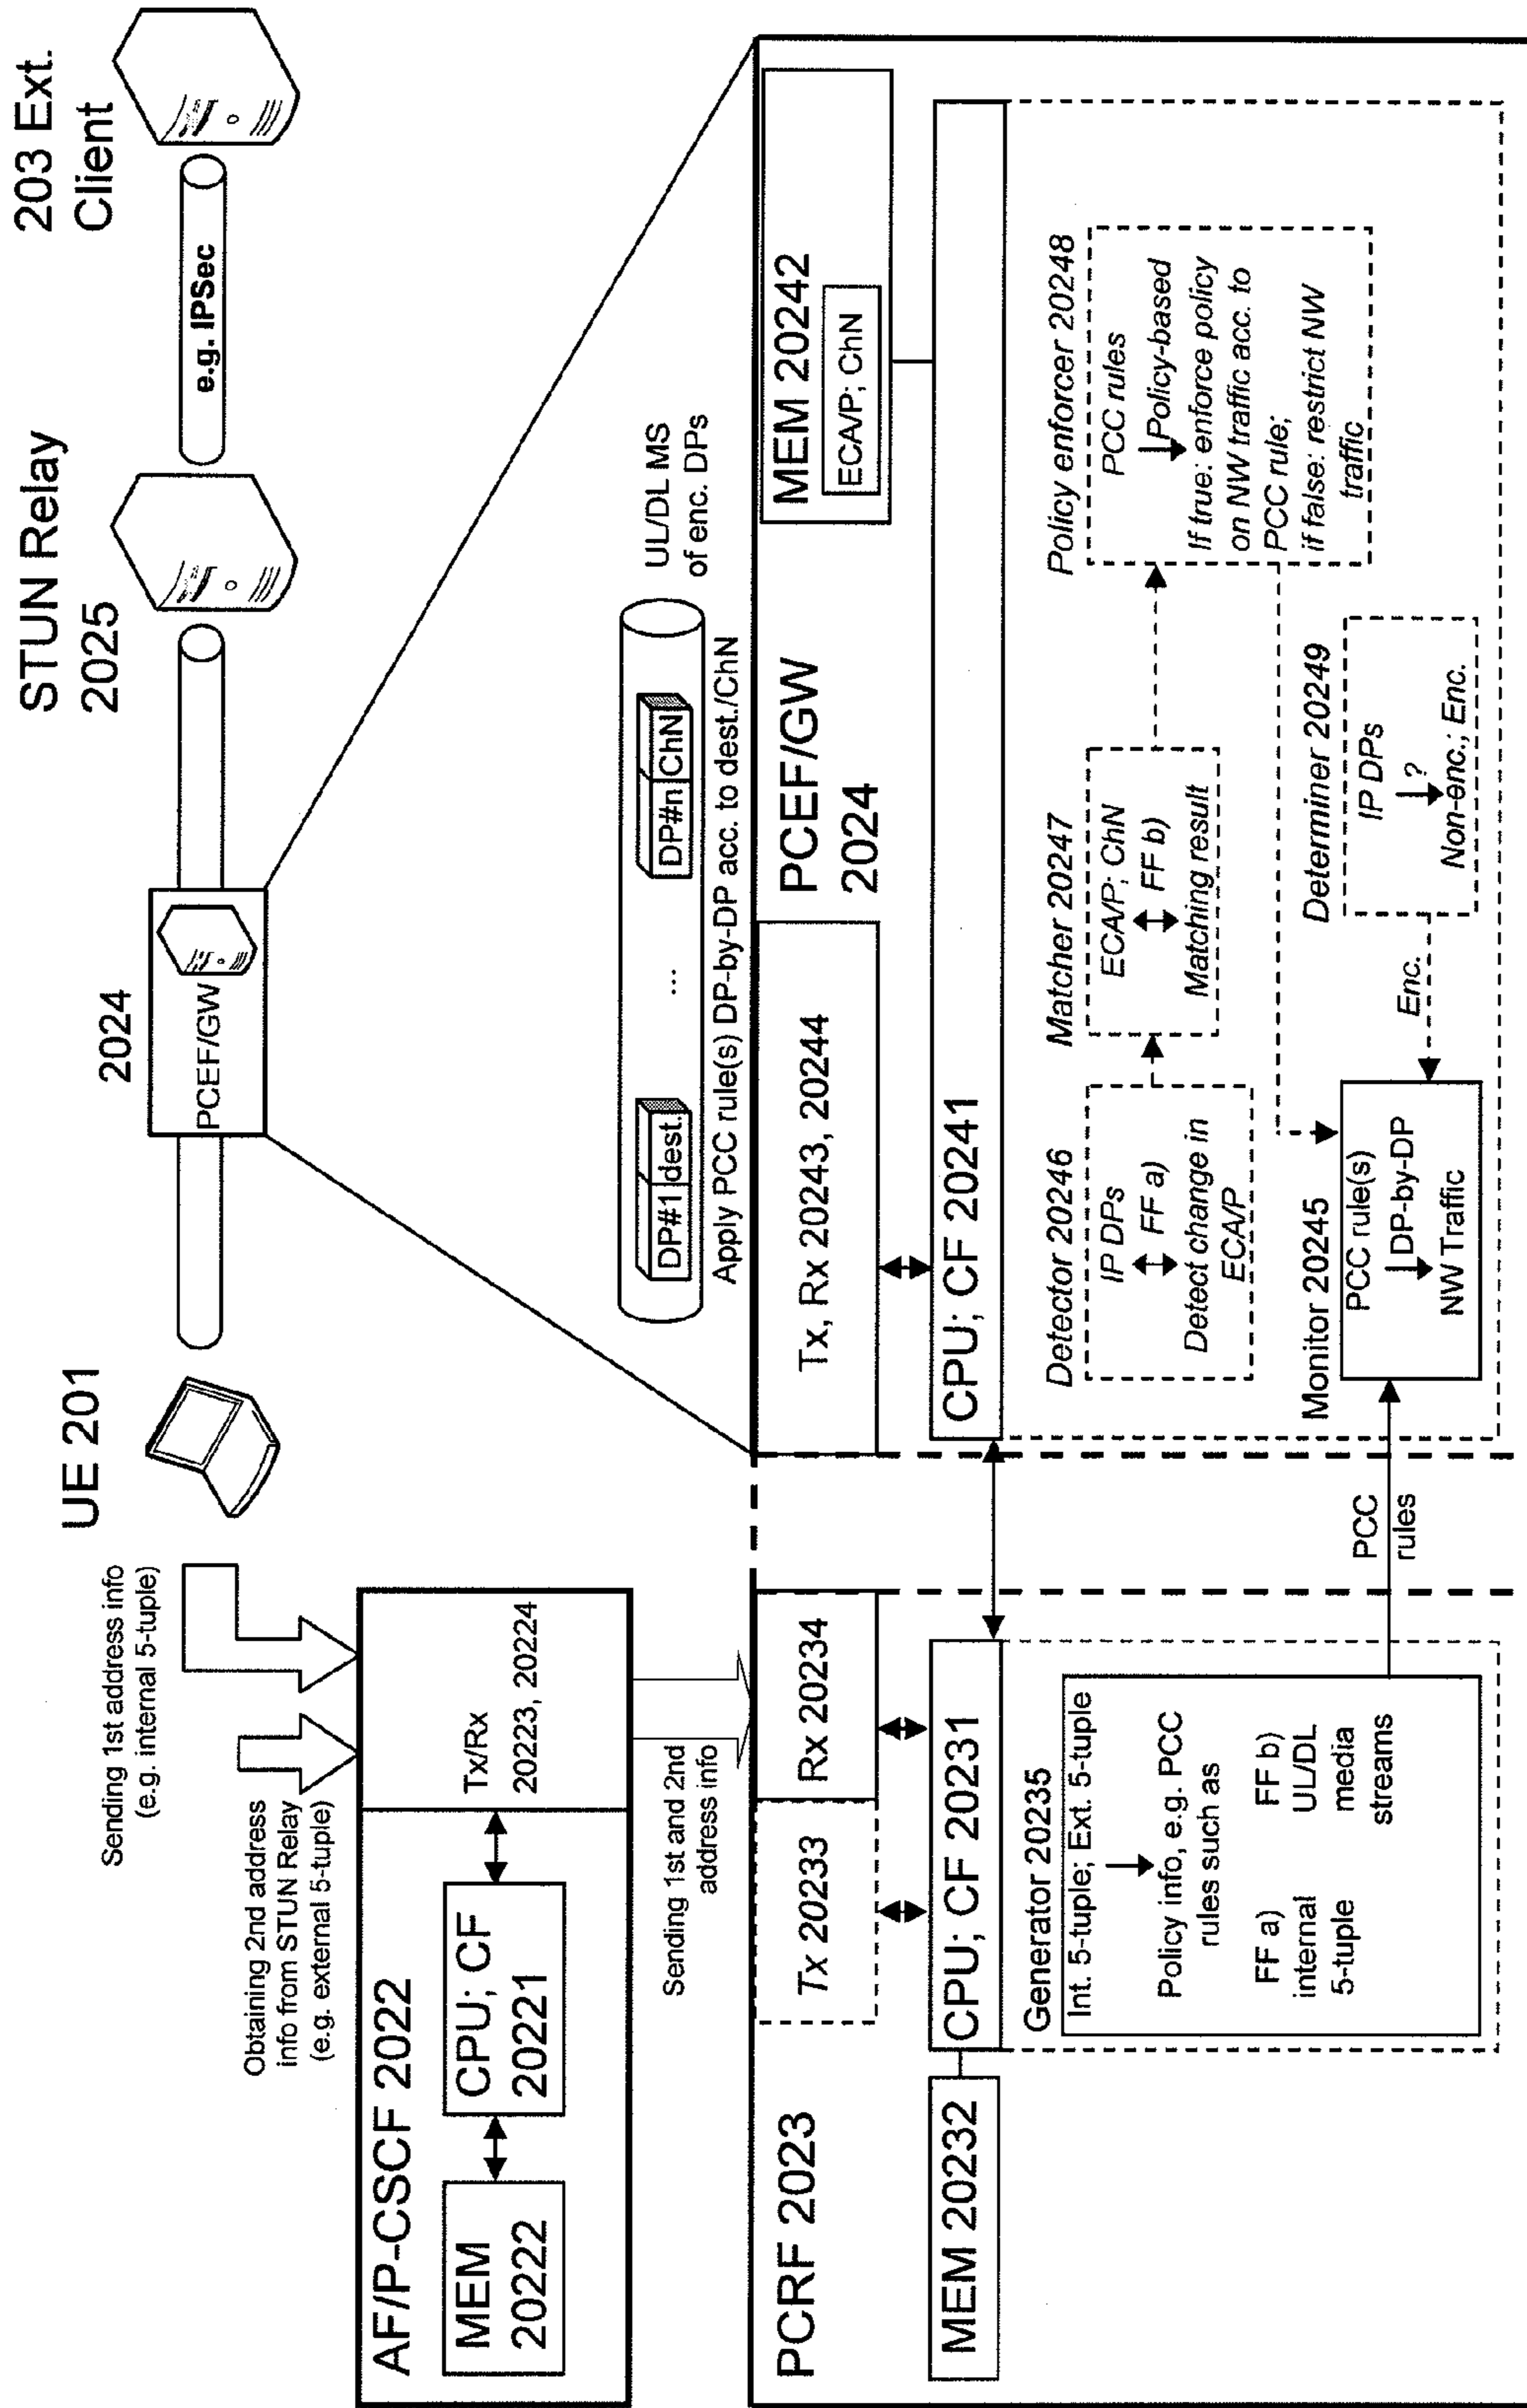 UE 201
2024
PCEF/GW
STUN Relay
2025
e.g. IPSec
203 Ext.
Client
Sending 1st address info
(e.g. internal 5-tuple)
Obtaining 2nd address
info from STUN Relay
(e.g. external 5-tuple)
AF/P-CSCF 2022
MEM
20222
CPU; CF
20221
Tx/Rx
20223, 20224
Sending 1st and 2nd
address info
UL/DL MS
of enc. DPs
DP#1
dest.
...
DP#n
ChN
Apply PCC rule(s) DP-by-DP acc. to dest./ChN
PCRF 2023
Tx 20233
Rx 20234
MEM 20232
CPU; CF 20231
Generator 20235
Int. 5-tuple; Ext. 5-tuple
Policy info, e.g. PCC
rules such as
FF a)
internal
5-tuple
FF b)
UL/DL
media
streams
PCC
rules
Tx, Rx 20243, 20244
PCEF/GW
2024
MEM 20242
ECA/P; ChN
CPU; CF 20241
Detector 20246
IP DPs
FF a)
Detect change in
ECA/P
Matcher 20247
ECA/P; ChN
FF b)
Matching result
Policy enforcer 20248
PCC rules
Policy-based
If true: enforce policy
on NW traffic acc. to
PCC rule;
if false: restrict NW
traffic
Monitor 20245
PCC rule(s)
DP-by-DP
NW Traffic
Enc.
Determiner 20249
IP DPs
?
Non-enc.; Enc.